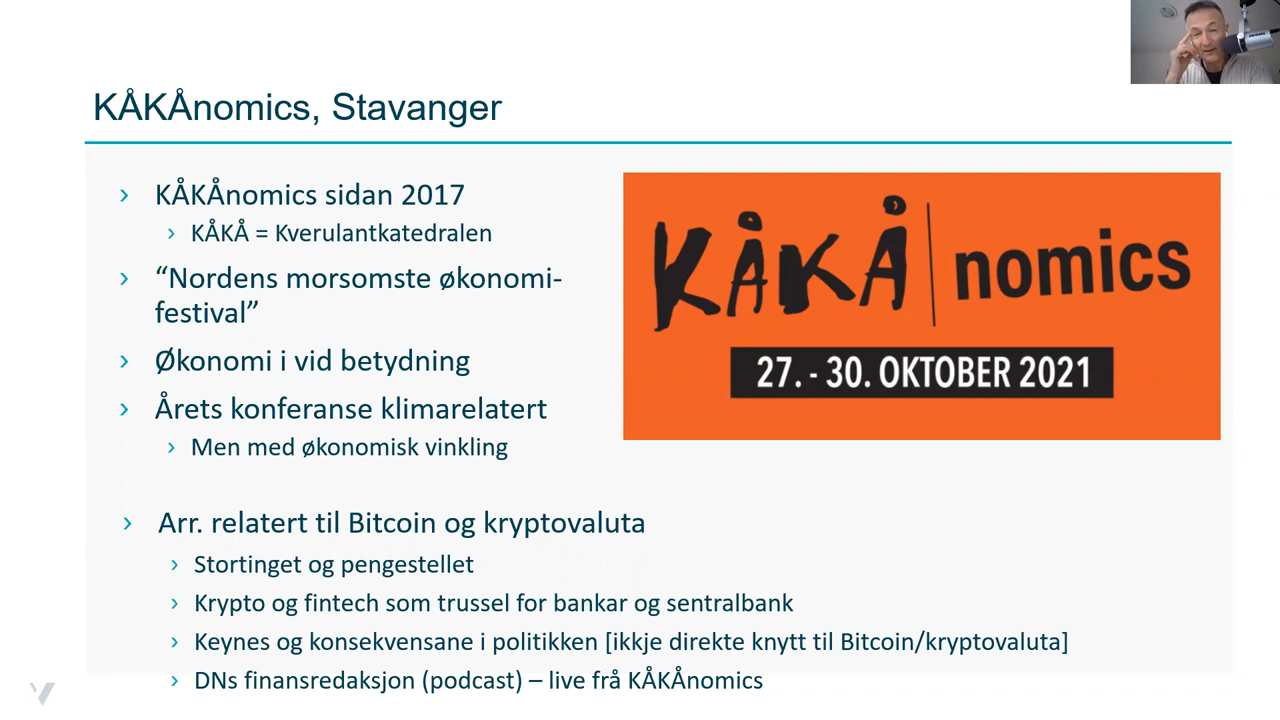 KÅKÅnomics, Stavanger
› KÅKÅnomics sidan 2017
› KÅKÅ = Kverulantkatedralen
› “Nordens morsomste økonomi-
festival”
› Økonomi i vid betydning
› Årets konferanse klimarelatert
› Men med økonomisk vinkling
KÅKÅ | nomics
27. - 30. OKTOBER 2021
› Arr. relatert til Bitcoin og kryptovaluta
› Stortinget og pengestellet
› Krypto og fintech som trussel for bankar og sentralbank
› Keynes og konsekvensane i politikken [ikkje direkte knytt til Bitcoin/kryptovaluta]
› DNs finansredaksjon (podcast) – live frå KÅKÅnomics